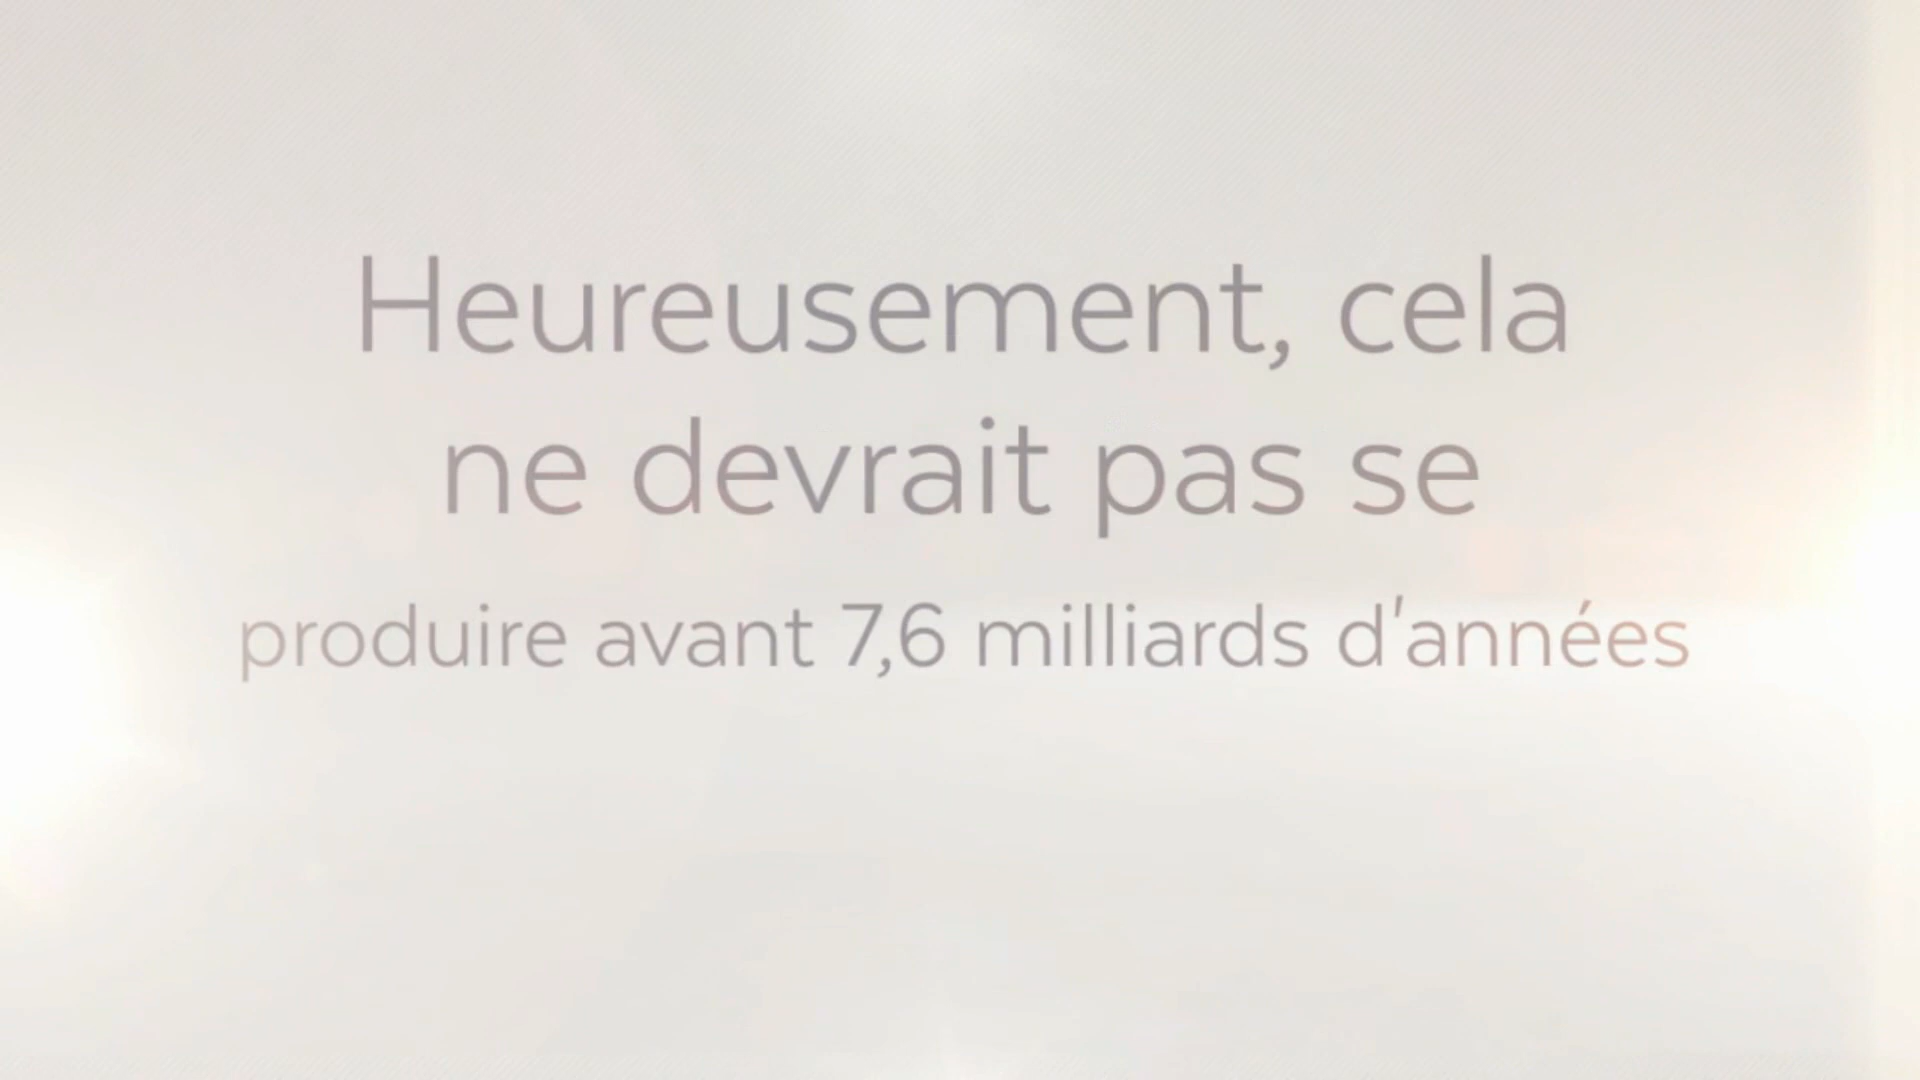 Heureusement, cela
ne devrait pas se
produire avant 7,6 milliards d'années